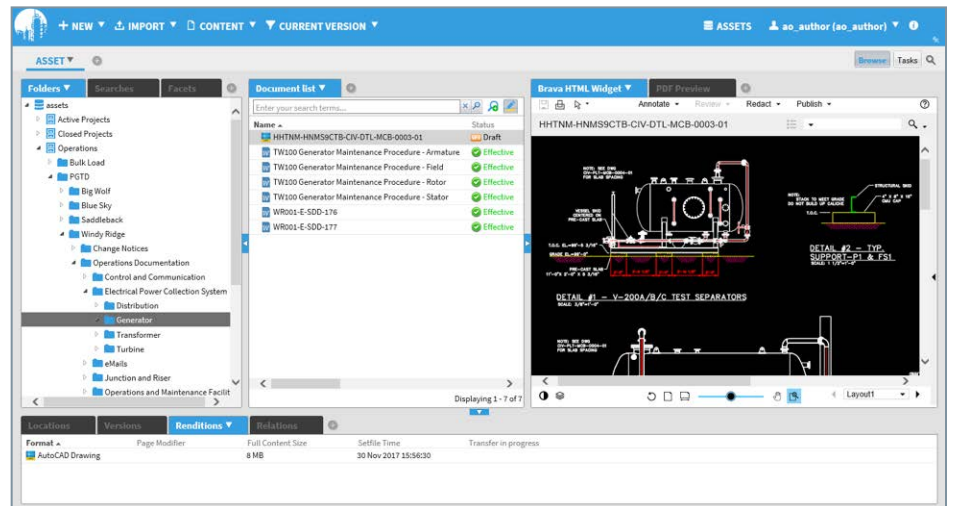 NEW IMPORT CONTENT CURRENT VERSION ASSETS ao_author (ao_author)
ASSET Browse Tasks
Folders Searches Facets
assets
Active Projects
Closed Projects
Operations
Bulk Load
PGTD
Big Wolf
Blue Sky
Saddleback
Windy Ridge
Change Notices
Operations Documentation
Control and Communication
Electrical Power Collection System
Distribution
Generator
Transformer
Turbine
eMails
Junction and Riser
Operations and Maintenance Facilit
Document list
Enter your search terms...
Name Status
HHTNM-HNMS9CTB-CIV-DTL-MCB-0003-01 Draft
TW100 Generator Maintenance Procedure - Armature Effective
TW100 Generator Maintenance Procedure - Field Effective
TW100 Generator Maintenance Procedure - Rotor Effective
TW100 Generator Maintenance Procedure - Stator Effective
WR001-E-SDD-176 Effective
WR001-E-SDD-177 Effective
Displaying 1 - 7 of 7
Brava HTML Widget PDF Preview
Annotate Review Redact Publish
HHTNM-HNMS9CTB-CIV-DTL-MCB-0003-01
STRUCTURAL SKID
DETAIL #2 - TYP.
SUPPORT-P1 & FS1
DETAIL #1 - V-200A/B/C TEST SEPARATORS
Layout1
Locations Versions Renditions Relations
Format Page Modifier Full Content Size Setfile Time Transfer in progress
AutoCAD Drawing 8 MB 30 Nov 2017 15:56:30